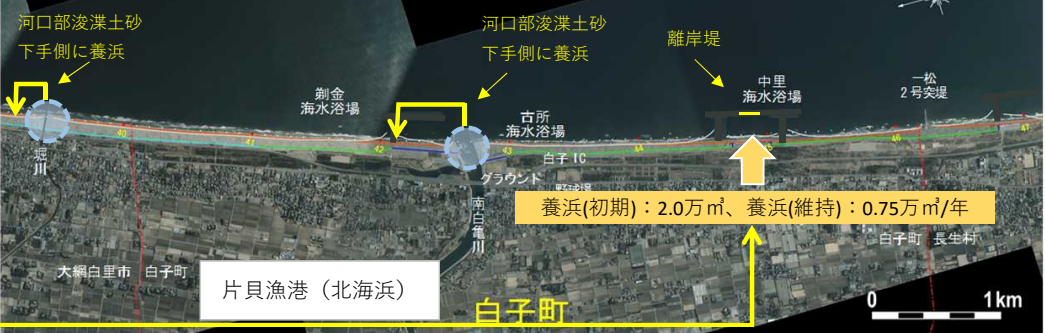 河口部浚渫土砂
下手側に養浜
河口部浚渫土砂
下手側に養浜
離岸堤
剃金
海水浴場
古所
海水浴場
中里
海水浴場
一松
2号突堤
40
41
42
43
44
46
47
白子IC
グラウンド
野球場
堀川
南白亀川
養浜(初期)：2.0万㎥、養浜(維持)：0.75万㎥/年
大網白里市 白子町
白子町 長生村
片貝漁港（北海浜）
白子町
0 1km